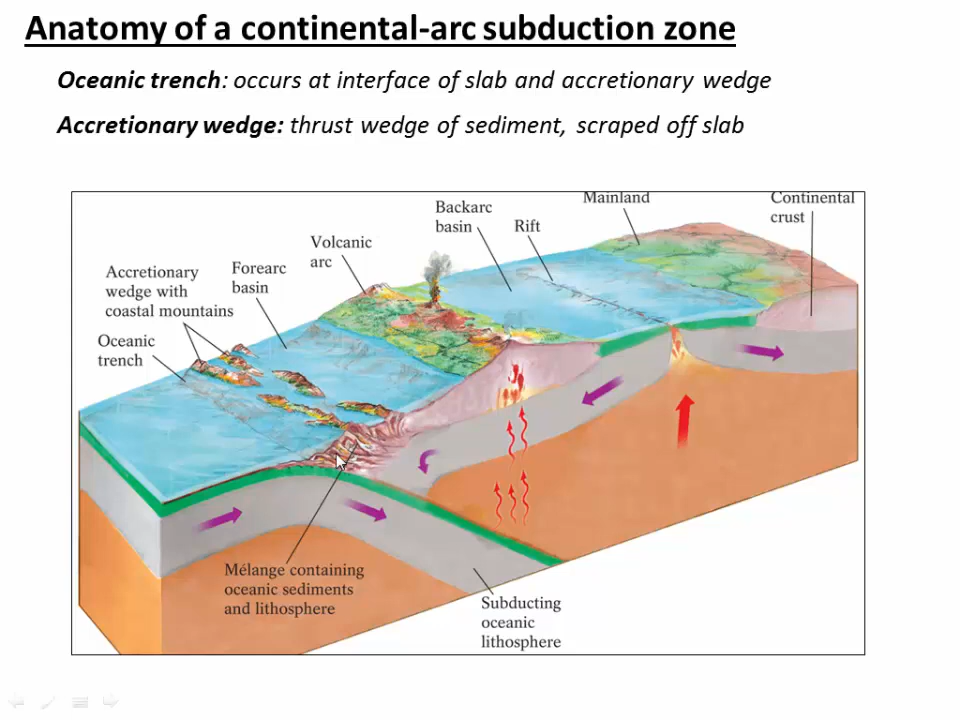 Anatomy of a continental-arc subduction zone
Oceanic trench: occurs at interface of slab and accretionary wedge
Accretionary wedge: thrust wedge of sediment, scraped off slab
Mainland
Continental
crust
Backarc
basin
Rift
Volcanic
arc
Forearc
basin
Accretionary
wedge with
coastal mountains
Oceanic
trench
Mélange containing
oceanic sediments
and lithosphere
Subducting
oceanic
lithosphere